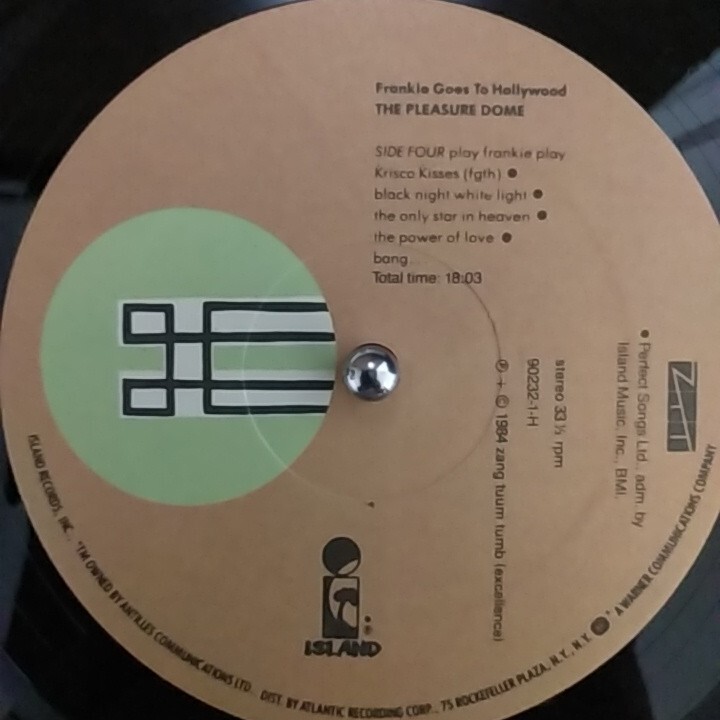 Frankie Goes To Hollywood
THE PLEASURE DOME
SIDE FOUR play frankie play
Krisco Kisses (fgth) ●
black night white light ●
the only star in heaven ●
the power of love ●
bang
Total time: 18:03
stereo 33 ⅓ rpm
90232-1-H
℗ + © 1984 zang tuum tumb (excellence)
● Perfect Songs Ltd., adm. by
Island Music, Inc., BMI.
ZTT
ISLAND
ISLAND RECORDS, INC. "TM OWNED BY ANTILLES COMMUNICATIONS LTD. DIST. BY ATLANTIC RECORDING CORP., 75 ROCKEFELLER PLAZA, N.Y., N.Y. " A WARNER COMMUNICATIONS COMPANY